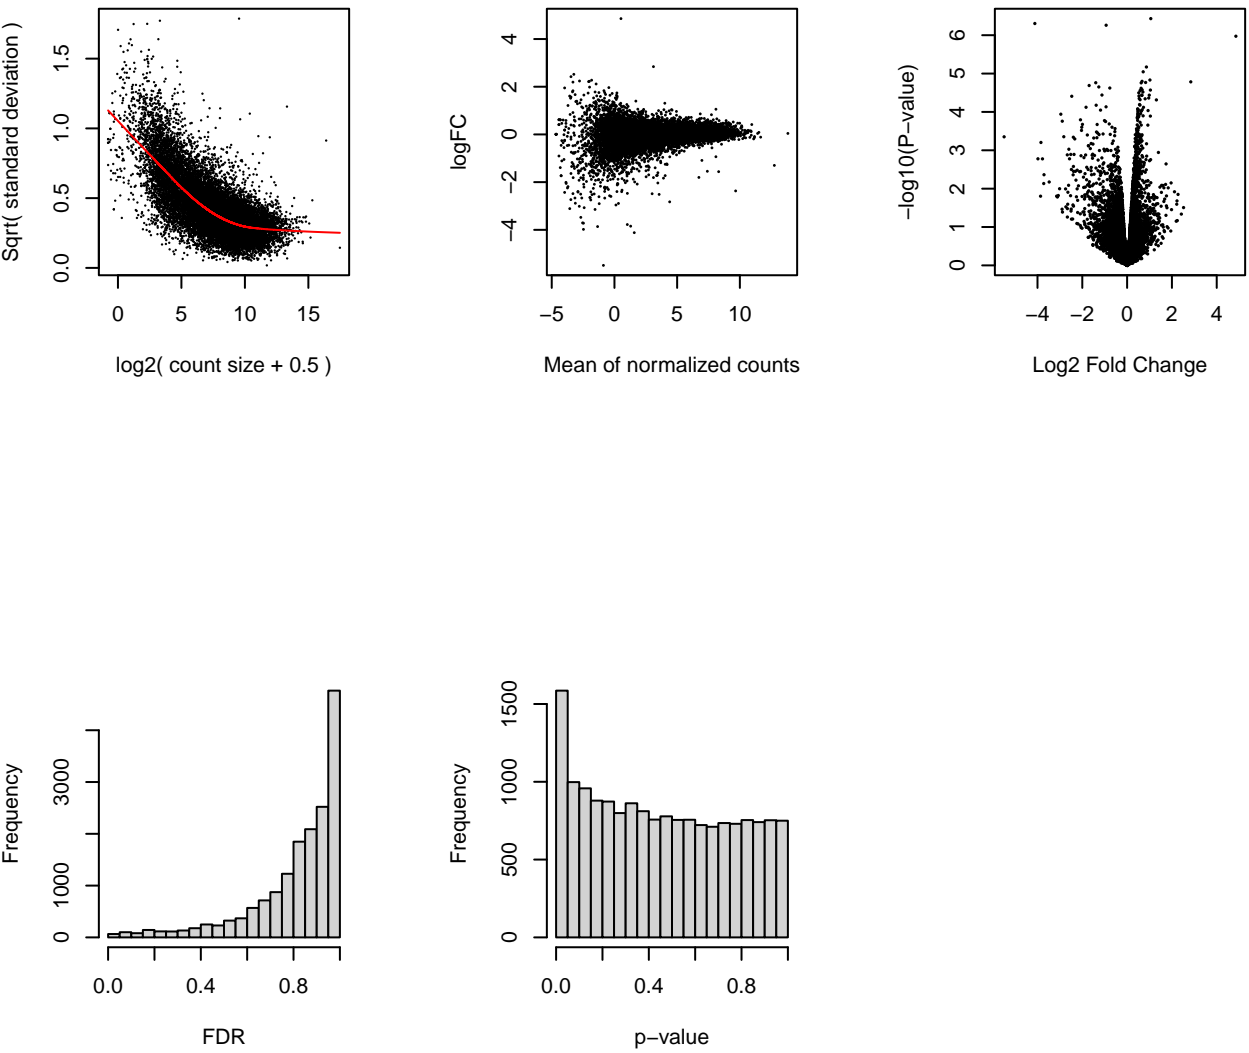 Sqrt( standard deviation )
0.0 0.5 1.0 1.5
0 5 10 15
log2( count size + 0.5 )
logFC
−4 −2 0 2 4
−5 0 5 10
Mean of normalized counts
−log10(P−value)
0 1 2 3 4 5 6
−4 −2 0 2 4
Log2 Fold Change
Frequency
0 1000 3000
0.0 0.4 0.8
FDR
Frequency
0 500 1000 1500
0.0 0.4 0.8
p−value